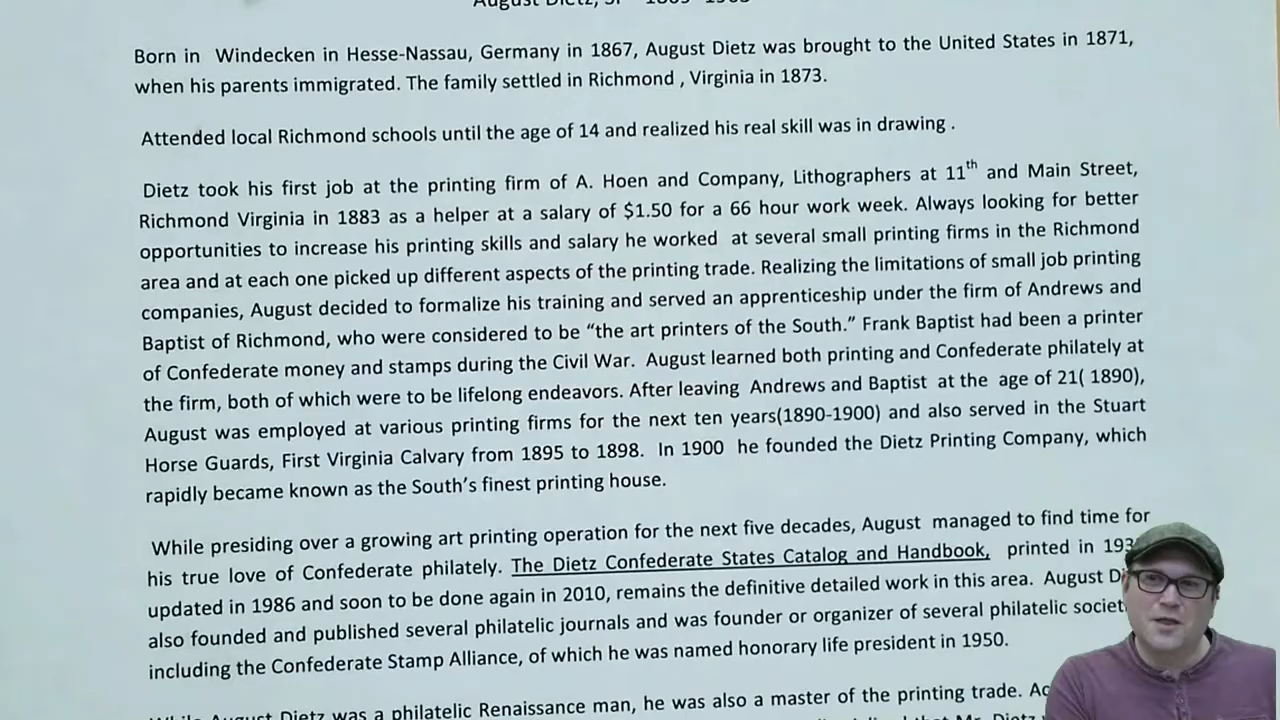 August Dietz,
Born in Windecken in Hesse-Nassau, Germany in 1867, August Dietz was brought to the United States in 1871,
when his parents immigrated. The family settled in Richmond , Virginia in 1873.
Attended local Richmond schools until the age of 14 and realized his real skill was in drawing .
Dietz took his first job at the printing firm of A. Hoen and Company, Lithographers at 11th and Main Street,
Richmond Virginia in 1883 as a helper at a salary of $1.50 for a 66 hour work week. Always looking for better
opportunities to increase his printing skills and salary he worked at several small printing firms in the Richmond
area and at each one picked up different aspects of the printing trade. Realizing the limitations of small job printing
companies, August decided to formalize his training and served an apprenticeship under the firm of Andrews and
Baptist of Richmond, who were considered to be “the art printers of the South.” Frank Baptist had been a printer
of Confederate money and stamps during the Civil War. August learned both printing and Confederate philately at
the firm, both of which were to be lifelong endeavors. After leaving Andrews and Baptist at the age of 21( 1890),
August was employed at various printing firms for the next ten years(1890-1900) and also served in the Stuart
Horse Guards, First Virginia Calvary from 1895 to 1898. In 1900 he founded the Dietz Printing Company, which
rapidly became known as the South’s finest printing house.
While presiding over a growing art printing operation for the next five decades, August managed to find time for
his true love of Confederate philately. The Dietz Confederate States Catalog and Handbook, printed in
updated in 1986 and soon to be done again in 2010, remains the definitive detailed work in this area. August
also founded and published several philatelic journals and was founder or organizer of several philatelic
including the Confederate Stamp Alliance, of which he was named honorary life president in 1950.
While August Dietz was a philatelic Renaissance man, he was also a master of the printing trade.